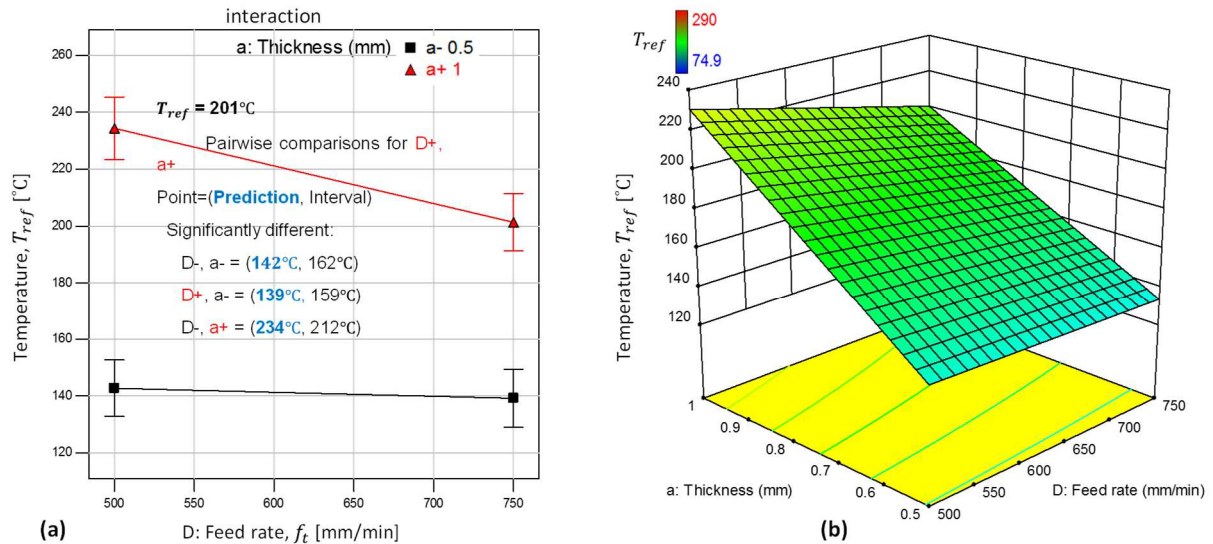 interaction
a: Thickness (mm)
a- 0.5
a+ 1
260
240
220
200
180
160
140
120
Temperature, T_ref [°C]
T_ref = 201℃
Pairwise comparisons for D+,
a+
Point=(Prediction, Interval)
Significantly different:
D-, a- = (142℃, 162℃)
D+, a- = (139℃, 159℃)
D-, a+ = (234℃, 212℃)
500 550 600 650 700 750
(a)
D: Feed rate, f_t [mm/min]
T_ref
290
74.9
240
220
200
180
160
140
120
Temperature, T_ref [°C]
1
0.9
0.8
0.7
0.6
0.5
a: Thickness (mm)
500
550
600
650
700
750
D: Feed rate (mm/min)
(b)